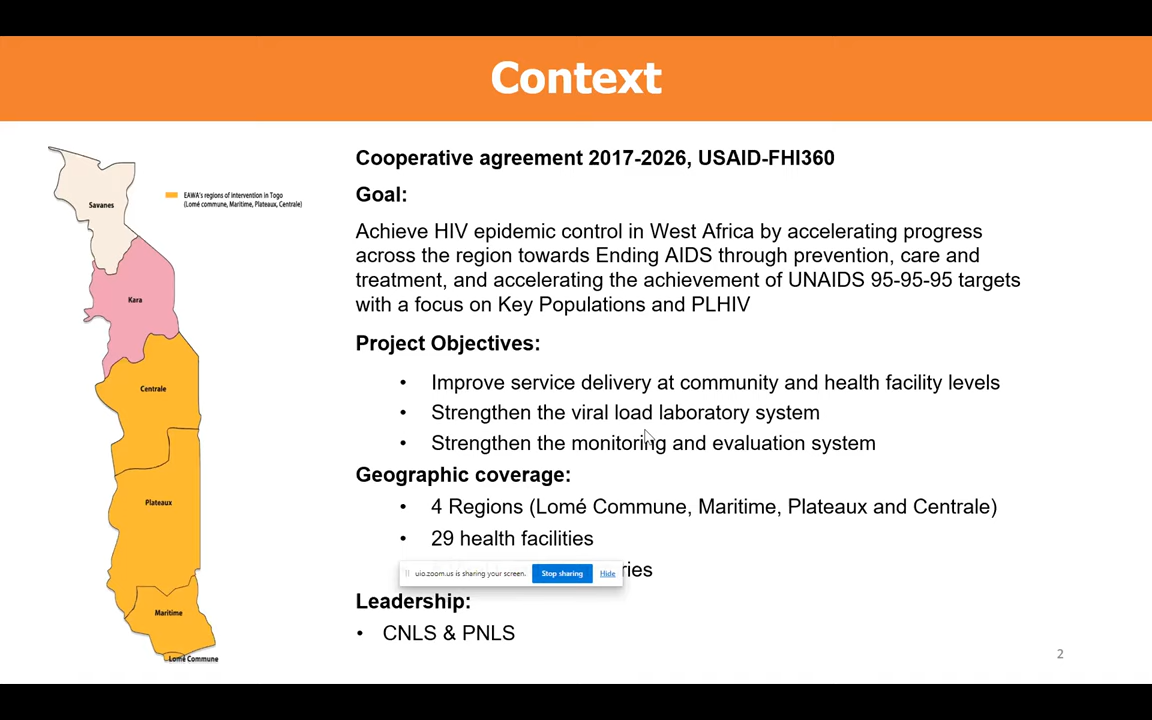 Context
Savanes
EAWA's regions of intervention in Togo
(Lomé commune, Maritime, Plateaux, Centrale)
Kara
Centrale
Plateaux
Maritime
Lomé Commune
Cooperative agreement 2017-2026, USAID-FHI360
Goal:
Achieve HIV epidemic control in West Africa by accelerating progress
across the region towards Ending AIDS through prevention, care and
treatment, and accelerating the achievement of UNAIDS 95-95-95 targets
with a focus on Key Populations and PLHIV
Project Objectives:
• Improve service delivery at community and health facility levels
• Strengthen the viral load laboratory system
• Strengthen the monitoring and evaluation system
Geographic coverage:
• 4 Regions (Lomé Commune, Maritime, Plateaux and Centrale)
• 29 health facilities
uio.zoom.us is sharing your screen. Stop sharing Hide
Leadership:
• CNLS & PNLS
2